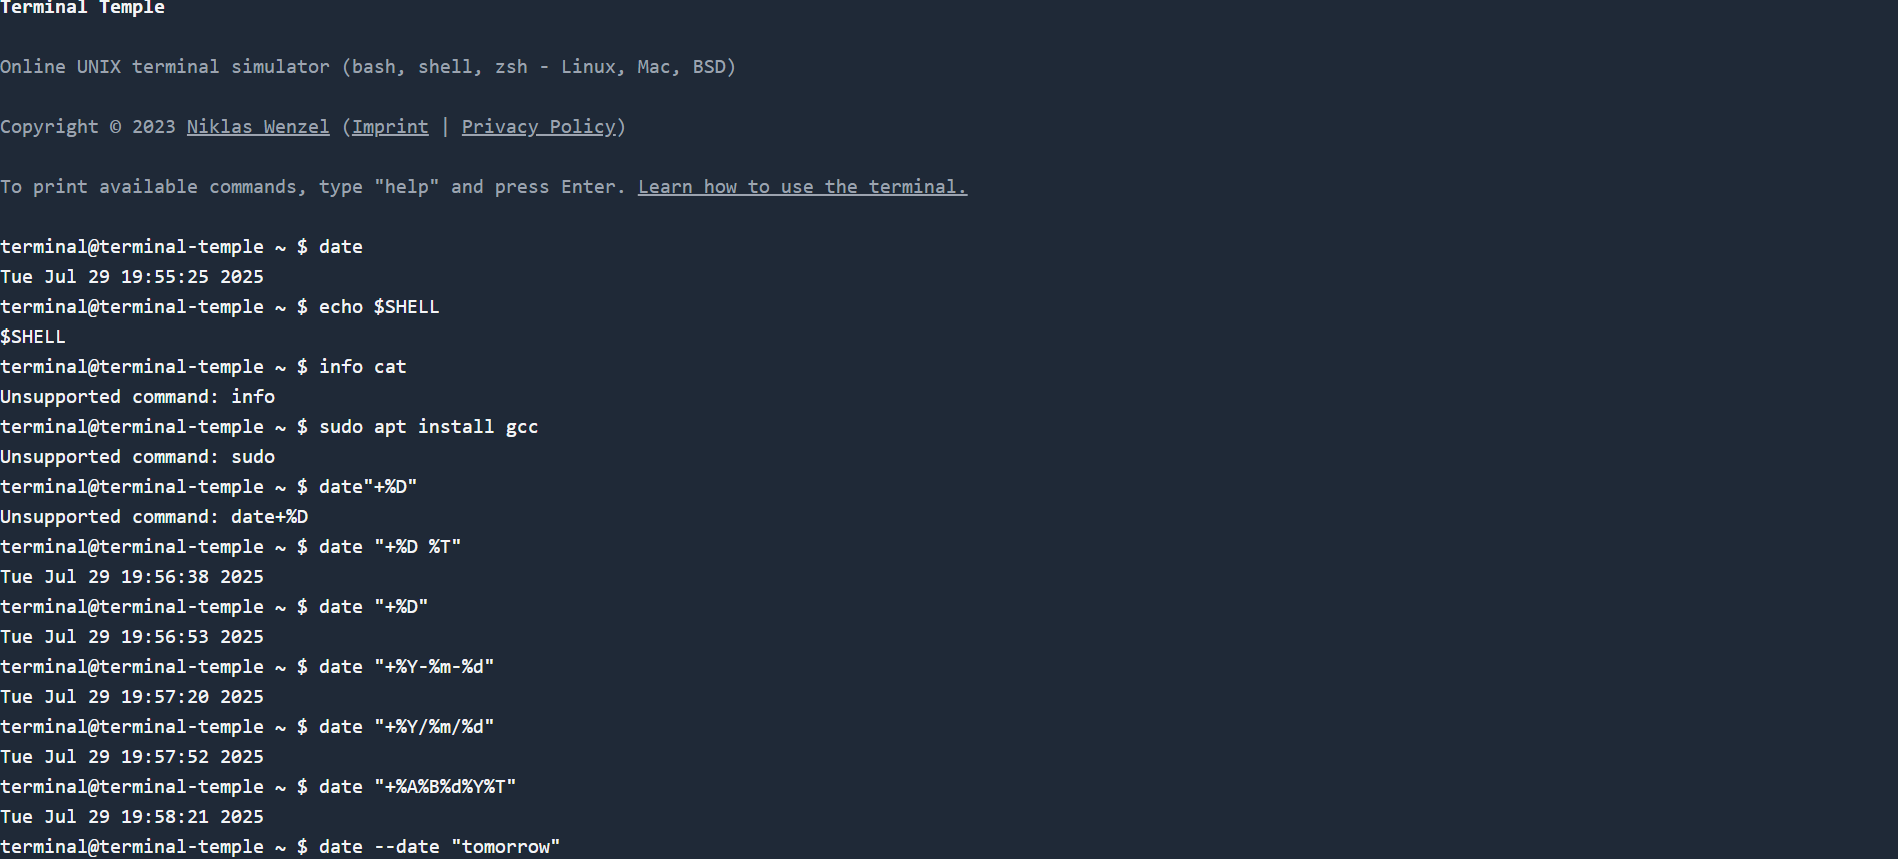 Terminal Temple
Online UNIX terminal simulator (bash, shell, zsh - Linux, Mac, BSD)
Copyright © 2023 Niklas Wenzel (Imprint | Privacy Policy)
To print available commands, type "help" and press Enter. Learn how to use the terminal.
terminal@terminal-temple ~ $ date
Tue Jul 29 19:55:25 2025
terminal@terminal-temple ~ $ echo $SHELL
$SHELL
terminal@terminal-temple ~ $ info cat
Unsupported command: info
terminal@terminal-temple ~ $ sudo apt install gcc
Unsupported command: sudo
terminal@terminal-temple ~ $ date"+%D"
Unsupported command: date+%D
terminal@terminal-temple ~ $ date "+%D %T"
Tue Jul 29 19:56:38 2025
terminal@terminal-temple ~ $ date "+%D"
Tue Jul 29 19:56:53 2025
terminal@terminal-temple ~ $ date "+%Y-%m-%d"
Tue Jul 29 19:57:20 2025
terminal@terminal-temple ~ $ date "+%Y/%m/%d"
Tue Jul 29 19:57:52 2025
terminal@terminal-temple ~ $ date "+%A%B%d%Y%T"
Tue Jul 29 19:58:21 2025
terminal@terminal-temple ~ $ date --date "tomorrow"